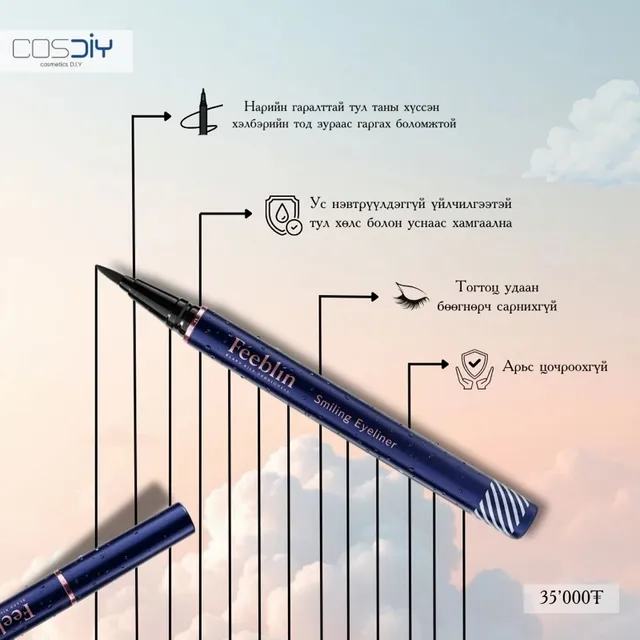 COSDIY
cosmetics D.I.Y
Нарийн гаралттай тул таны хүссэн
хэлбэрийн тод зураас гаргах боломжтой
Ус нэвтрүүлдэггүй үйлчилгээтэй
тул хөлс болон уснаас хамгаална
Тогтоц удаан
бөөгнөрч сарнихгүй
Арьс цочроохгүй
Feeblin
Smiling Eyeliner
Feeb
35'000₮